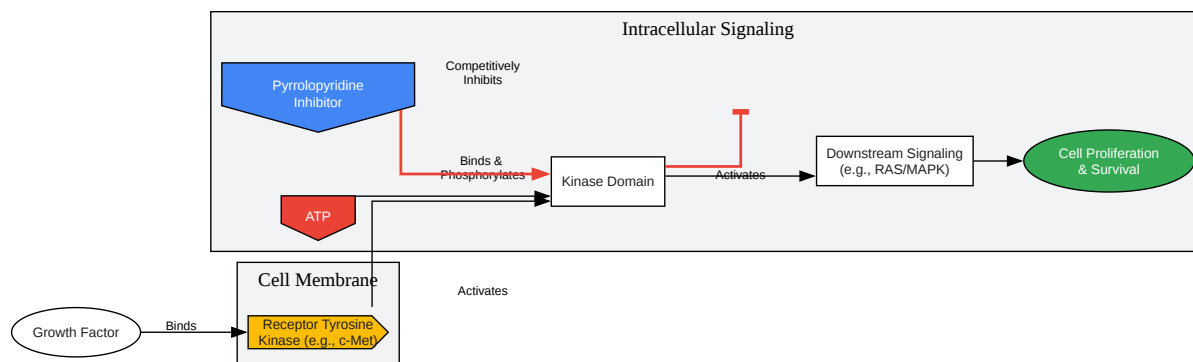 Intracellular Signaling
Pyrrolopyridine
Inhibitor
Competitively
Inhibits
Binds &
Phosphorylates
ATP
Kinase Domain
Activates
Downstream Signaling
(e.g., RAS/MAPK)
Cell Proliferation
& Survival
Cell Membrane
Activates
Growth Factor
Binds
Receptor Tyrosine
Kinase (e.g., c-Met)